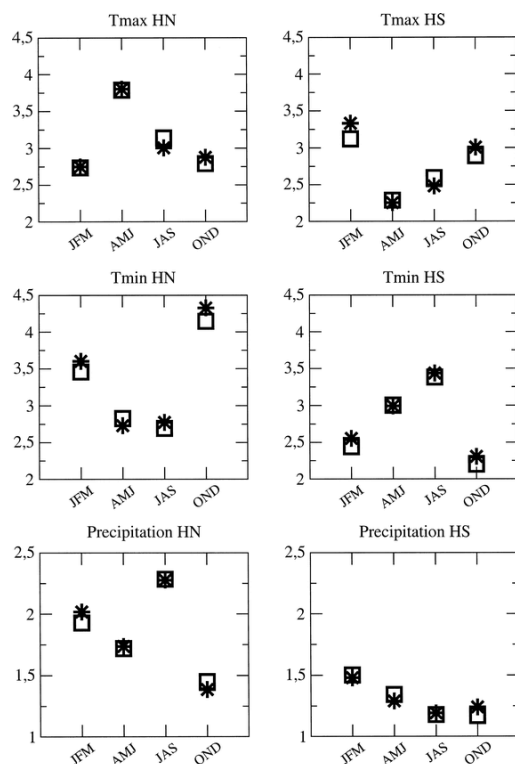 Tmax HN
4,5
4
3,5
3
2,5
2
JFM
AMJ
JAS
OND
Tmax HS
4,5
4
3,5
3
2,5
2
JFM
AMJ
JAS
OND
Tmin HN
4,5
4
3,5
3
2,5
2
JFM
AMJ
JAS
OND
Tmin HS
4,5
4
3,5
3
2,5
2
JFM
AMJ
JAS
OND
Precipitation HN
2,5
2
1,5
1
JFM
AMJ
JAS
OND
Precipitation HS
2,5
2
1,5
1
JFM
AMJ
JAS
OND